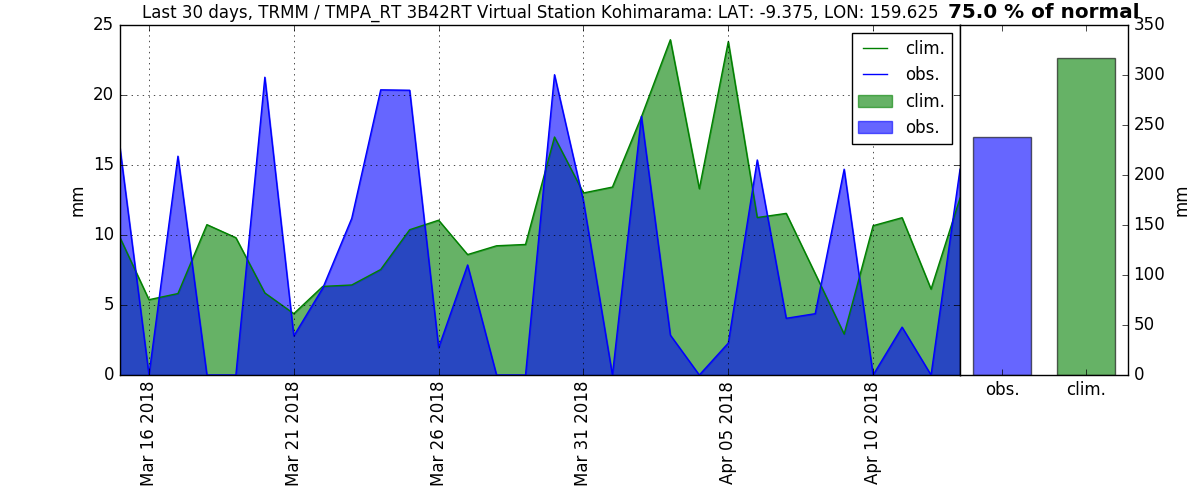 Last 30 days, TRMM / TMPA_RT 3B42RT Virtual Station Kohimarama: LAT: -9.375, LON: 159.625
75.0 % of normal
25
20
15
10
5
0
mm
Mar 16 2018
Mar 21 2018
Mar 26 2018
Mar 31 2018
Apr 05 2018
Apr 10 2018
clim.
obs.
clim.
obs.
350
300
250
200
150
100
50
0
mm
obs.
clim.